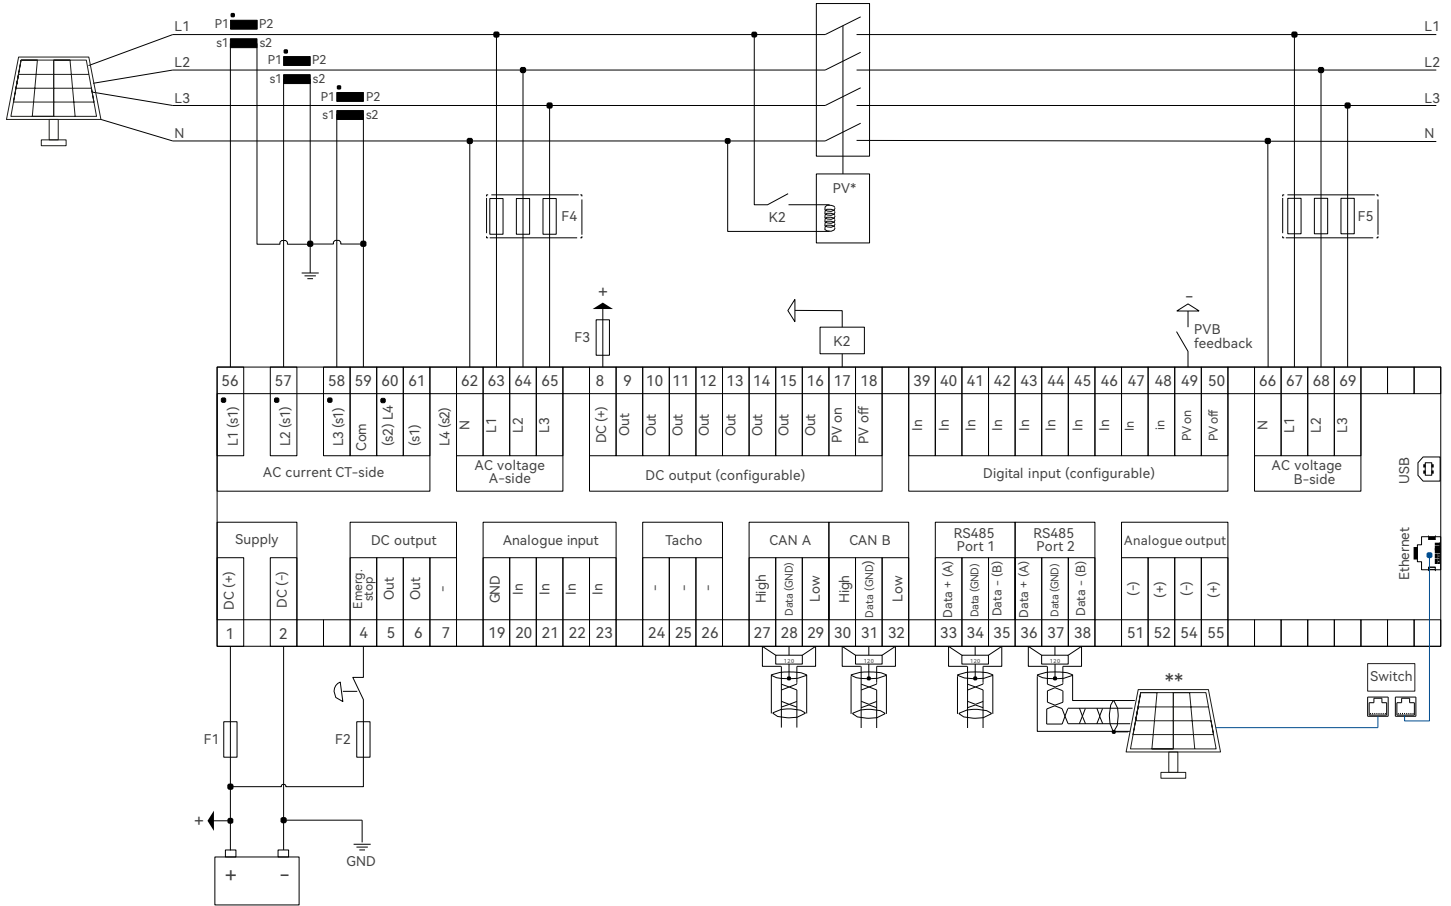 P1 P2
L1 L1
s1 s2
P1 P2
L2 L2
s1 s2
P1 P2
L3 L3
s1 s2
N N
PV*
K2
F4 F5
+
F3
K2
-
PVB
feedback
56 57 58 59 60 61 62 63 64 65 8 9 10 11 12 13 14 15 16 17 18 39 40 41 42 43 44 45 46 47 48 49 50 66 67 68 69
L1 (s1)
L2 (s1)
L3 (s1)
Com
(s2) L4
(s1)
L4 (s2)
N
L1
L2
L3
DC (+)
Out
Out
Out
Out
Out
Out
Out
Out
PV on
PV off
In
In
In
In
In
In
In
In
In
in
PV on
PV off
N
L1
L2
L3
AC current CT-side
AC voltage
A-side
DC output (configurable)
Digital input (configurable)
AC voltage
B-side
USB
Supply
DC output
Analogue input
Tacho
CAN A
CAN B
RS485
Port 1
RS485
Port 2
Analogue output
Ethernet
DC (+)
DC (-)
Emerg.
stop
Out
Out
-
GND
In
In
In
In
-
-
-
High
Data (GND)
Low
High
Data (GND)
Low
Data + (A)
Data (GND)
Data - (B)
Data + (A)
Data (GND)
Data - (B)
(-)
(+)
(-)
(+)
1 2 4 5 6 7 19 20 21 22 23 24 25 26 27 28 29 30 31 32 33 34 35 36 37 38 51 52 54 55
120 120 120 120
**
Switch
F1 F2
+
GND
+ -